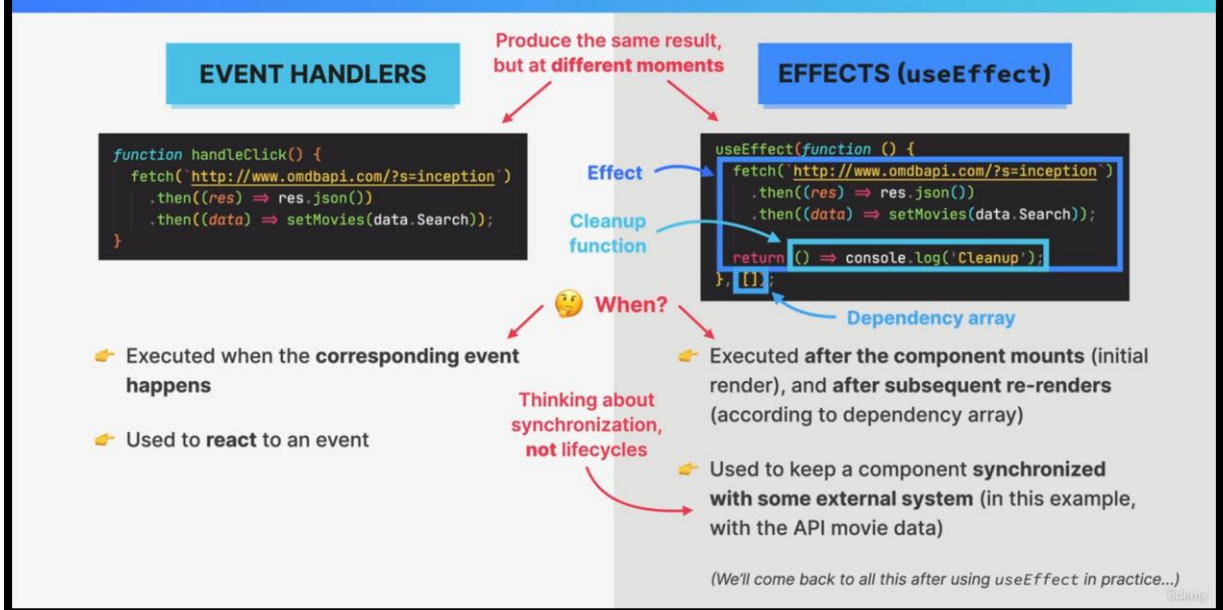 Produce the same result,
but at different moments
EVENT HANDLERS
EFFECTS (useEffect)
function handleClick() {
fetch(`http://www.omdbapi.com/?s=inception`)
.then((res) ⇒ res.json())
.then((data) ⇒ setMovies(data.Search));
}
Effect
Cleanup
function
useEffect(function () {
fetch(`http://www.omdbapi.com/?s=inception`)
.then((res) ⇒ res.json())
.then((data) ⇒ setMovies(data.Search));
return () ⇒ console.log('Cleanup');
}, []);
Dependency array
🤔 When?
👉 Executed when the corresponding event
happens
👉 Used to react to an event
Thinking about
synchronization,
not lifecycles
👉 Executed after the component mounts (initial
render), and after subsequent re-renders
(according to dependency array)
👉 Used to keep a component synchronized
with some external system (in this example,
with the API movie data)
(We'll come back to all this after using useEffect in practice...)
ûdemy